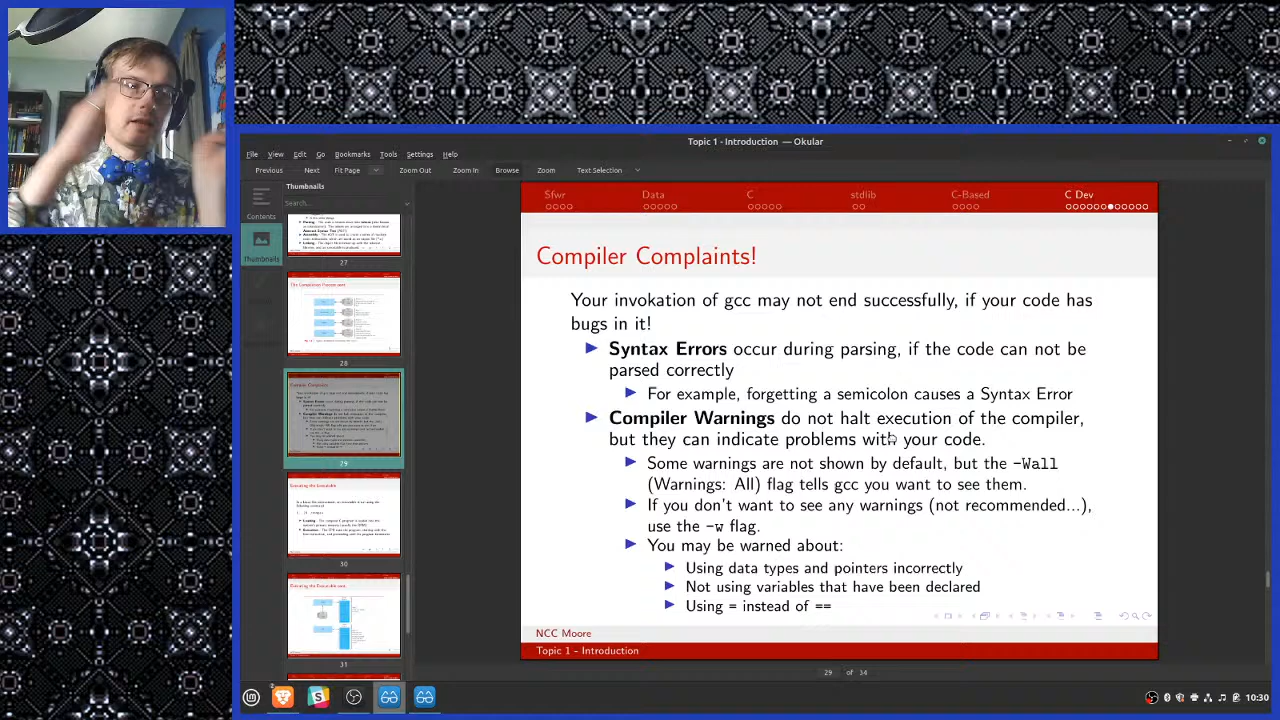 Topic 1 - Introduction — Okular
File Edit View Go Bookmarks Tools Settings Help
Previous Next Fit Page Zoom Out Zoom In Browse Zoom Text Selection
Contents
Thumbnails
Thumbnails
Search...
27
28
29
30
31
Sfwr Data C stdlib C-Based C Dev
Compiler Complaints!
Your invokation of gcc may not end successfully, if your code has
bugs in it!
Syntax Errors occur during parsing, if the code can not be
parsed correctly
For example, forgetting a semicolon causes a Syntax Error
Compiler Warnings do not halt execution of the compiler,
but they can indicate problems with your code.
Some warnings are not shown by default, but the -Wall
(Warnings: All) flag tells gcc you want to see them.
If you don't want to see any warnings (not recommended...),
use the -w flag
You may be warned about:
Using data types and pointers incorrectly
Not using variables that have been declared
Using = instead of ==
NCC Moore
Topic 1 - Introduction
29 of 34
10:30